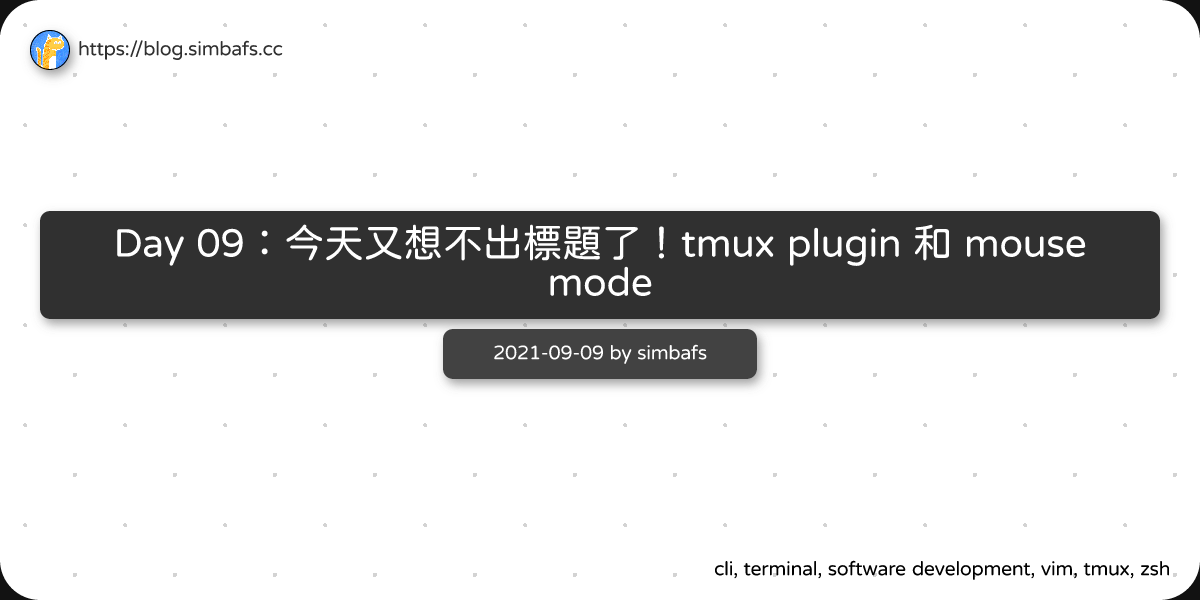 https://blog.simbafs.cc
Day 09：今天又想不出標題了！tmux plugin 和 mouse
mode
2021-09-09 by simbafs
cli, terminal, software development, vim, tmux, zsh